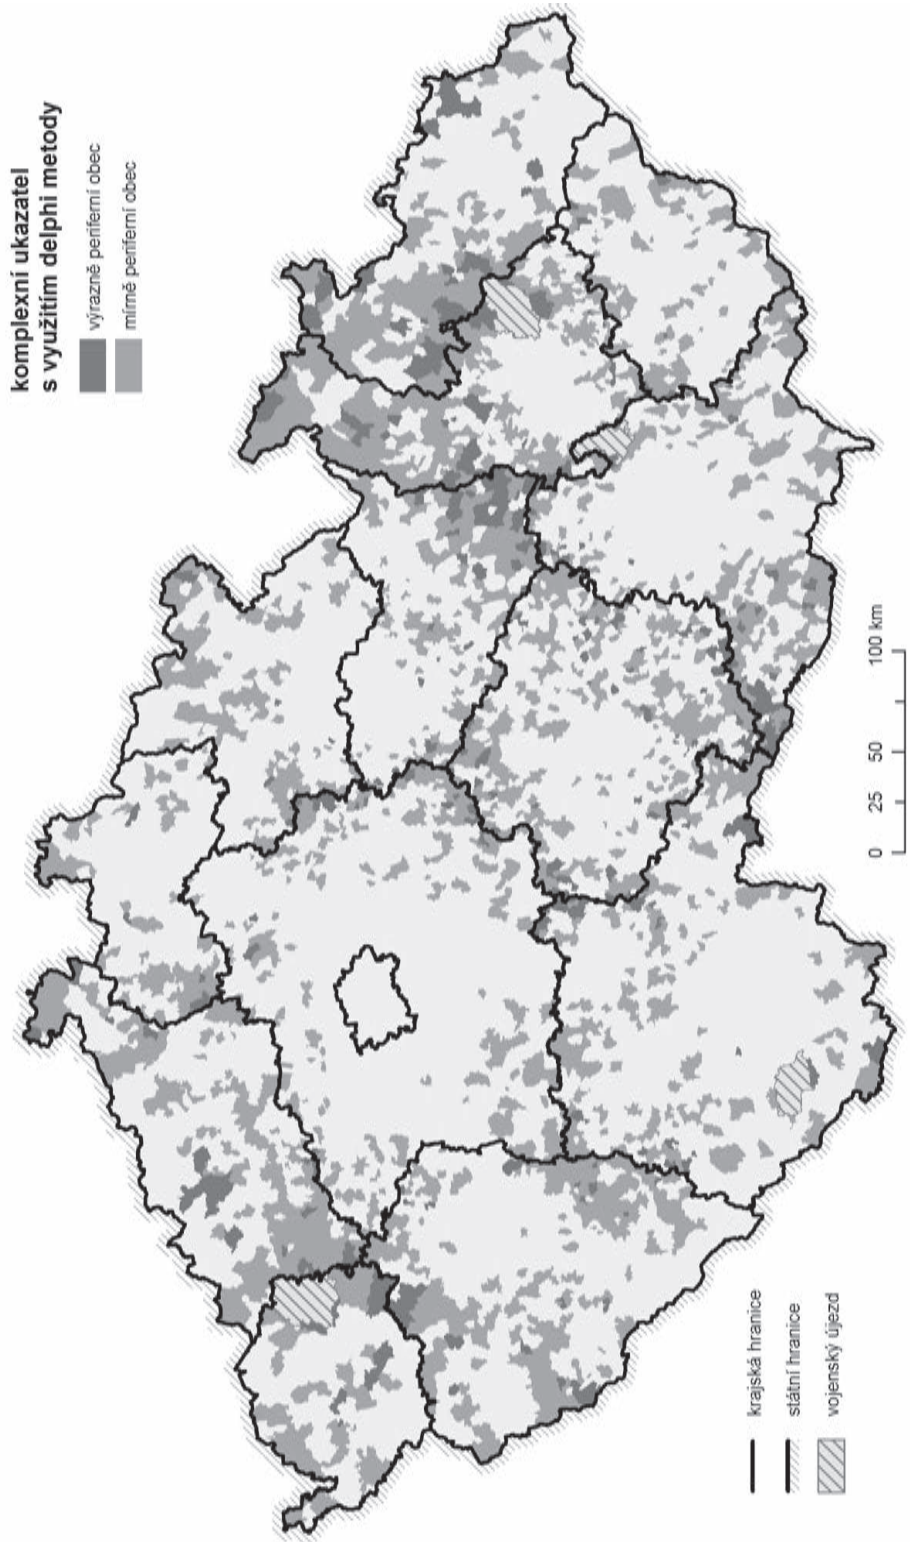 komplexní ukazatel
s využitím delphi metody
výrazně periferní obec
mírně periferní obec
krajská hranice
státní hranice
vojenský újezd
0 25 50 100 km